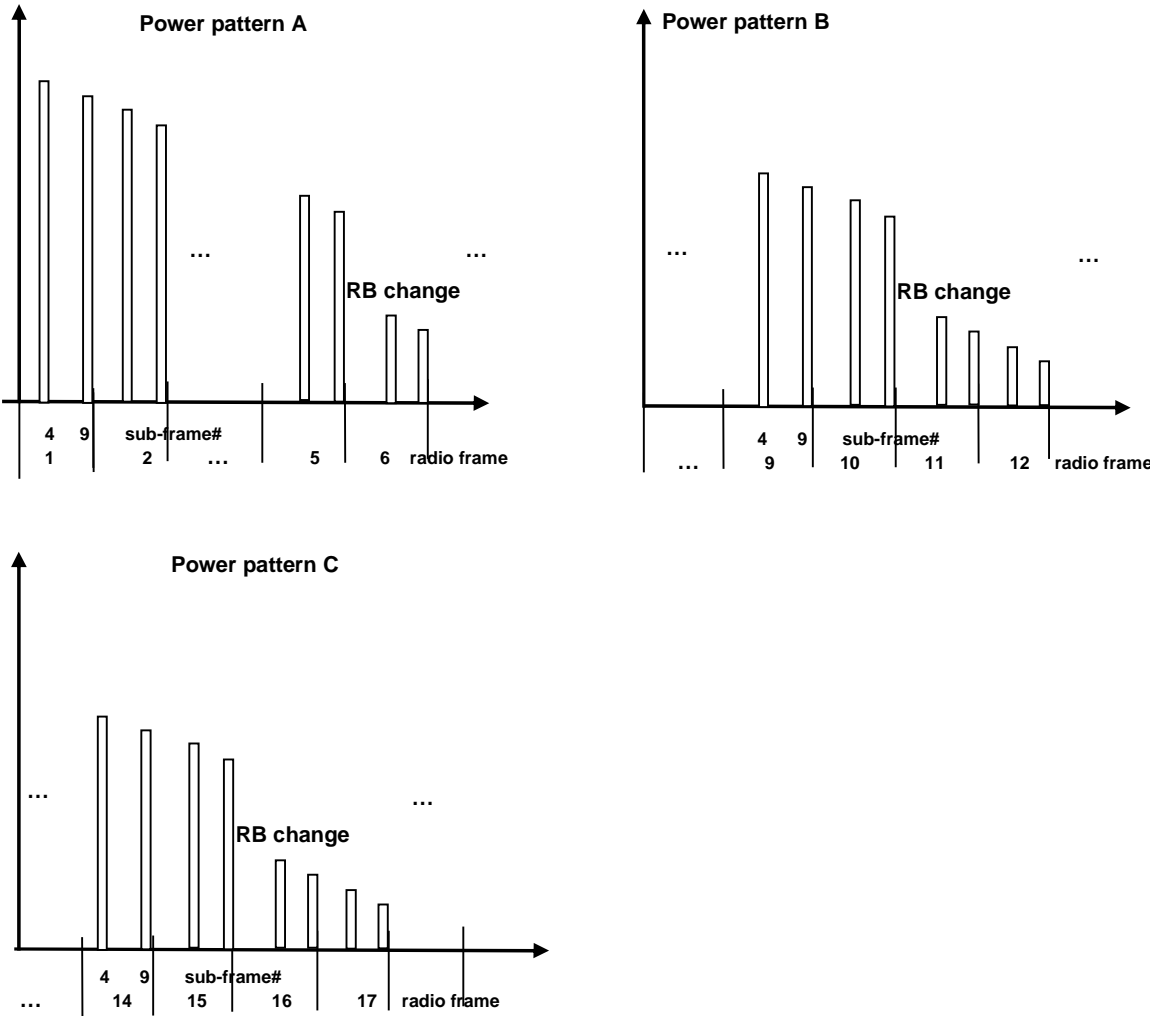 Power pattern A
...
...
RB change
4 9 sub-frame#
1 2 ... 5 6 radio frame
Power pattern B
...
...
RB change
4 9 sub-frame#
... 9 10 11 12 radio frame
Power pattern C
...
...
RB change
4 9 sub-frame#
... 14 15 16 17 radio frame